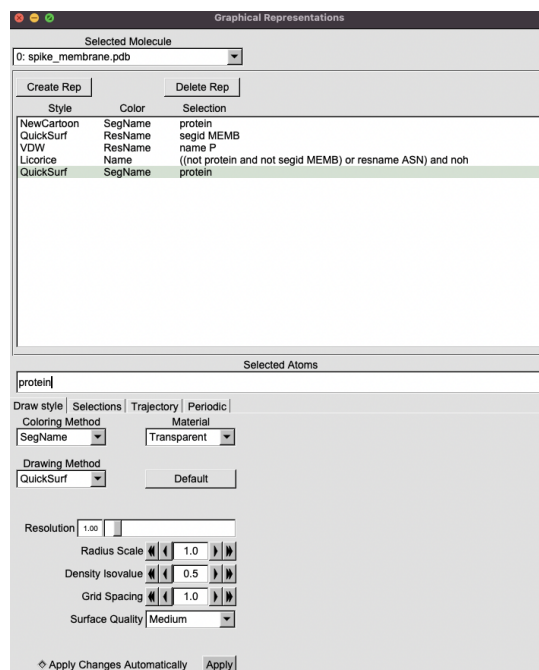 Graphical Representations
Selected Molecule
0: spike_membrane.pdb
Create Rep Delete Rep
Style Color Selection
NewCartoon SegName protein
QuickSurf ResName segid MEMB
VDW ResName name P
Licorice Name ((not protein and not segid MEMB) or resname ASN) and noh
QuickSurf SegName protein
Selected Atoms
protein
Draw style Selections Trajectory Periodic
Coloring Method Material
SegName Transparent
Drawing Method
QuickSurf Default
Resolution 1.00
Radius Scale 1.0
Density Isovalue 0.5
Grid Spacing 1.0
Surface Quality Medium
Apply Changes Automatically Apply